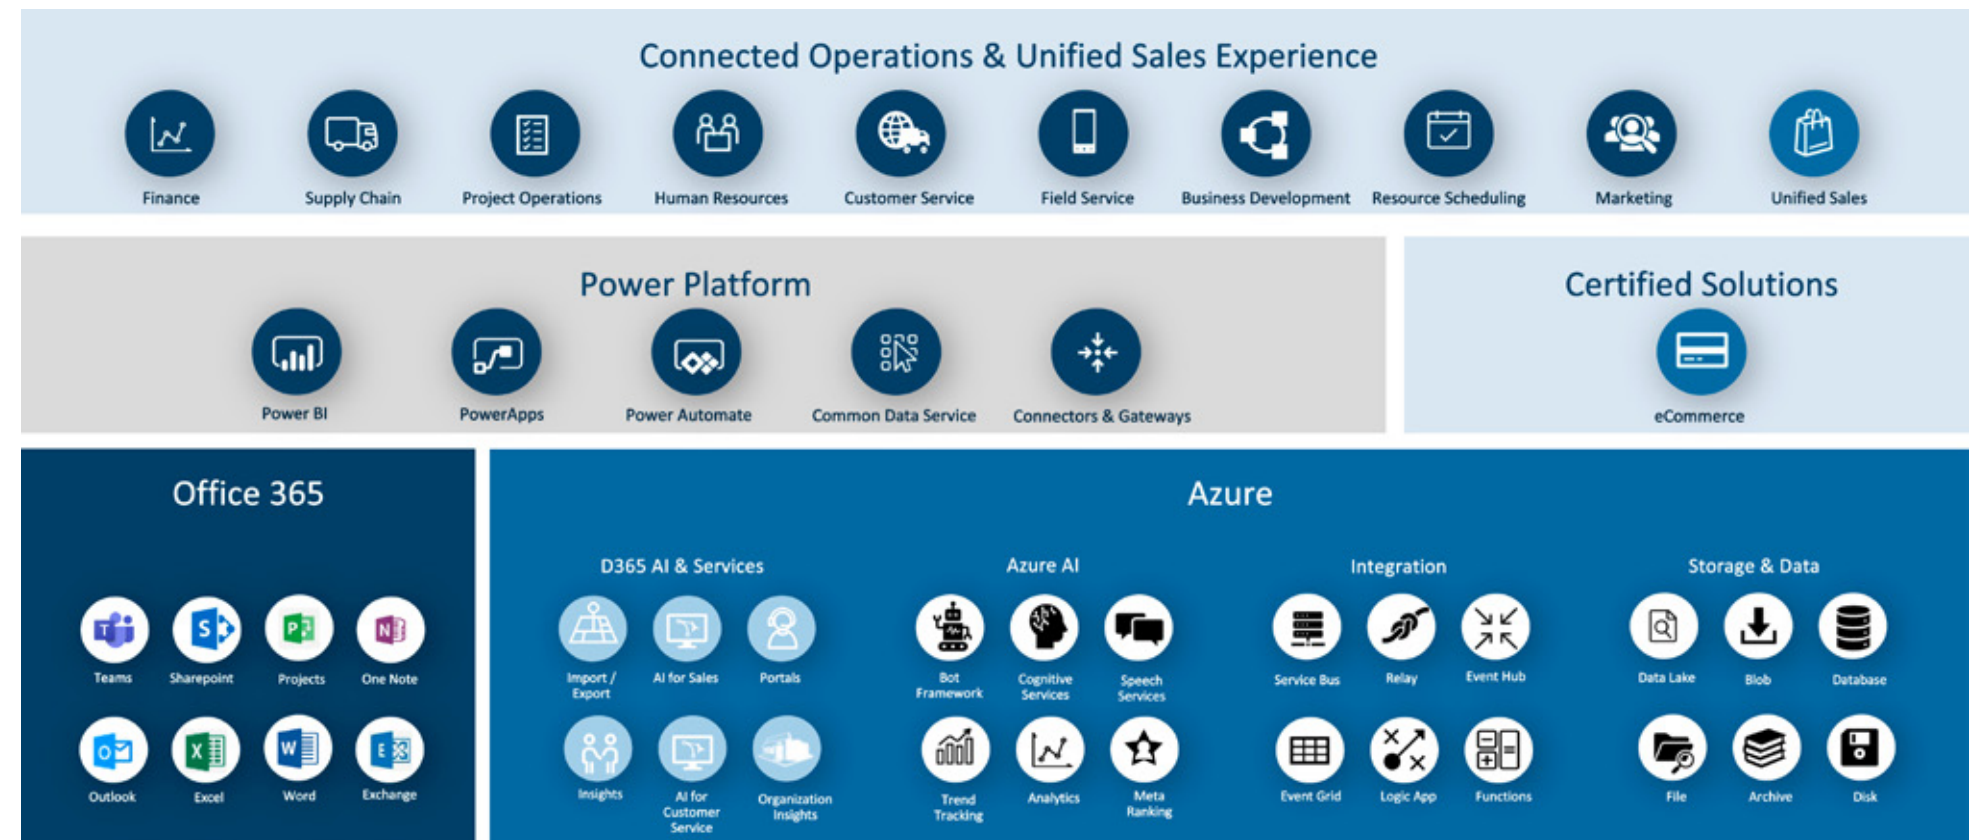 Connected Operations & Unified Sales Experience
Finance
Supply Chain
Project Operations
Human Resources
Customer Service
Field Service
Business Development
Resource Scheduling
Marketing
Unified Sales
Power Platform
Power BI
PowerApps
Power Automate
Common Data Service
Connectors & Gateways
Certified Solutions
eCommerce
Office 365
T
Teams
S
Sharepoint
P
Projects
N
One Note
O
Outlook
X
Excel
W
Word
E
Exchange
Azure
D365 AI & Services
Import /
Export
AI for Sales
Portals
Insights
AI for
Customer
Service
Organization
Insights
Azure AI
Bot
Framework
Cognitive
Services
Speech
Services
Trend
Tracking
Analytics
Meta
Ranking
Integration
Service Bus
Relay
Event Hub
Event Grid
Logic App
Functions
Storage & Data
Data Lake
Blob
Database
File
Archive
Disk